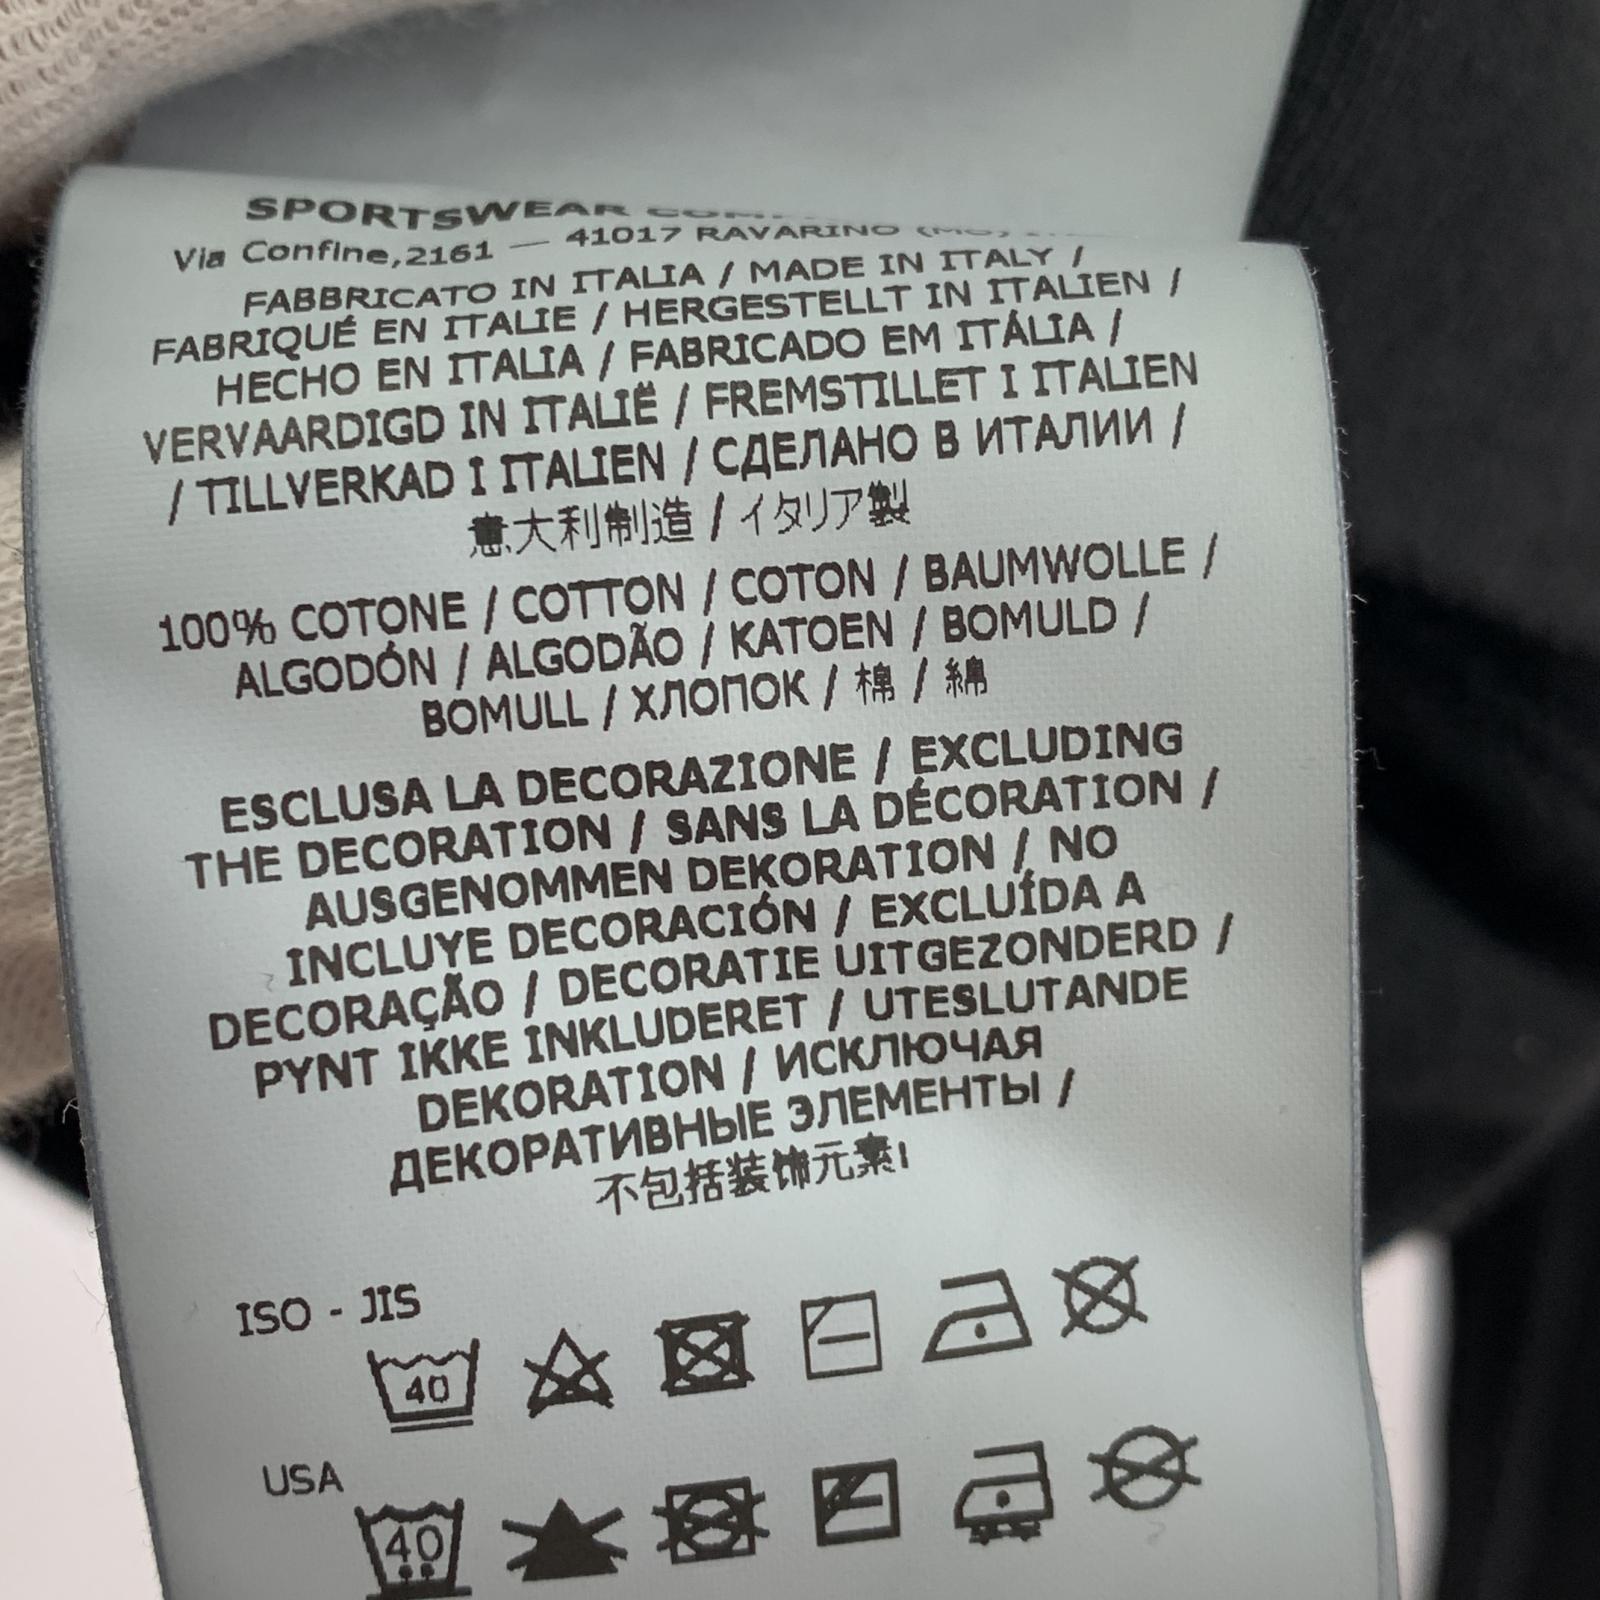 SPORTSWEAR
Via Confine,2161 — 41017 RAVARINO
FABBRICATO IN ITALIA / MADE IN ITALY /
FABRIQUÉ EN ITALIE / HERGESTELLT IN ITALIEN /
HECHO EN ITALIA / FABRICADO EM ITÁLIA /
VERVAARDIGD IN ITALIË / FREMSTILLET I ITALIEN
/ TILLVERKAD I ITALIEN / СДЕЛАНО В ИТАЛИИ /
意大利制造 / イタリア製
100% COTONE / COTTON / COTON / BAUMWOLLE /
ALGODÓN / ALGODÃO / KATOEN / BOMULD /
BOMULL / ХЛОПОК / 棉 / 綿
ESCLUSA LA DECORAZIONE / EXCLUDING
THE DECORATION / SANS LA DÉCORATION /
AUSGENOMMEN DEKORATION / NO
INCLUYE DECORACIÓN / EXCLUÍDA A
DECORAÇÃO / DECORATIE UITGEZONDERD /
PYNT IKKE INKLUDERET / UTESLUTANDE
DEKORATION / ИСКЛЮЧАЯ
ДЕКОРАТИВНЫЕ ЭЛЕМЕНТЫ /
不包括装饰元素
ISO - JIS
40
USA
40